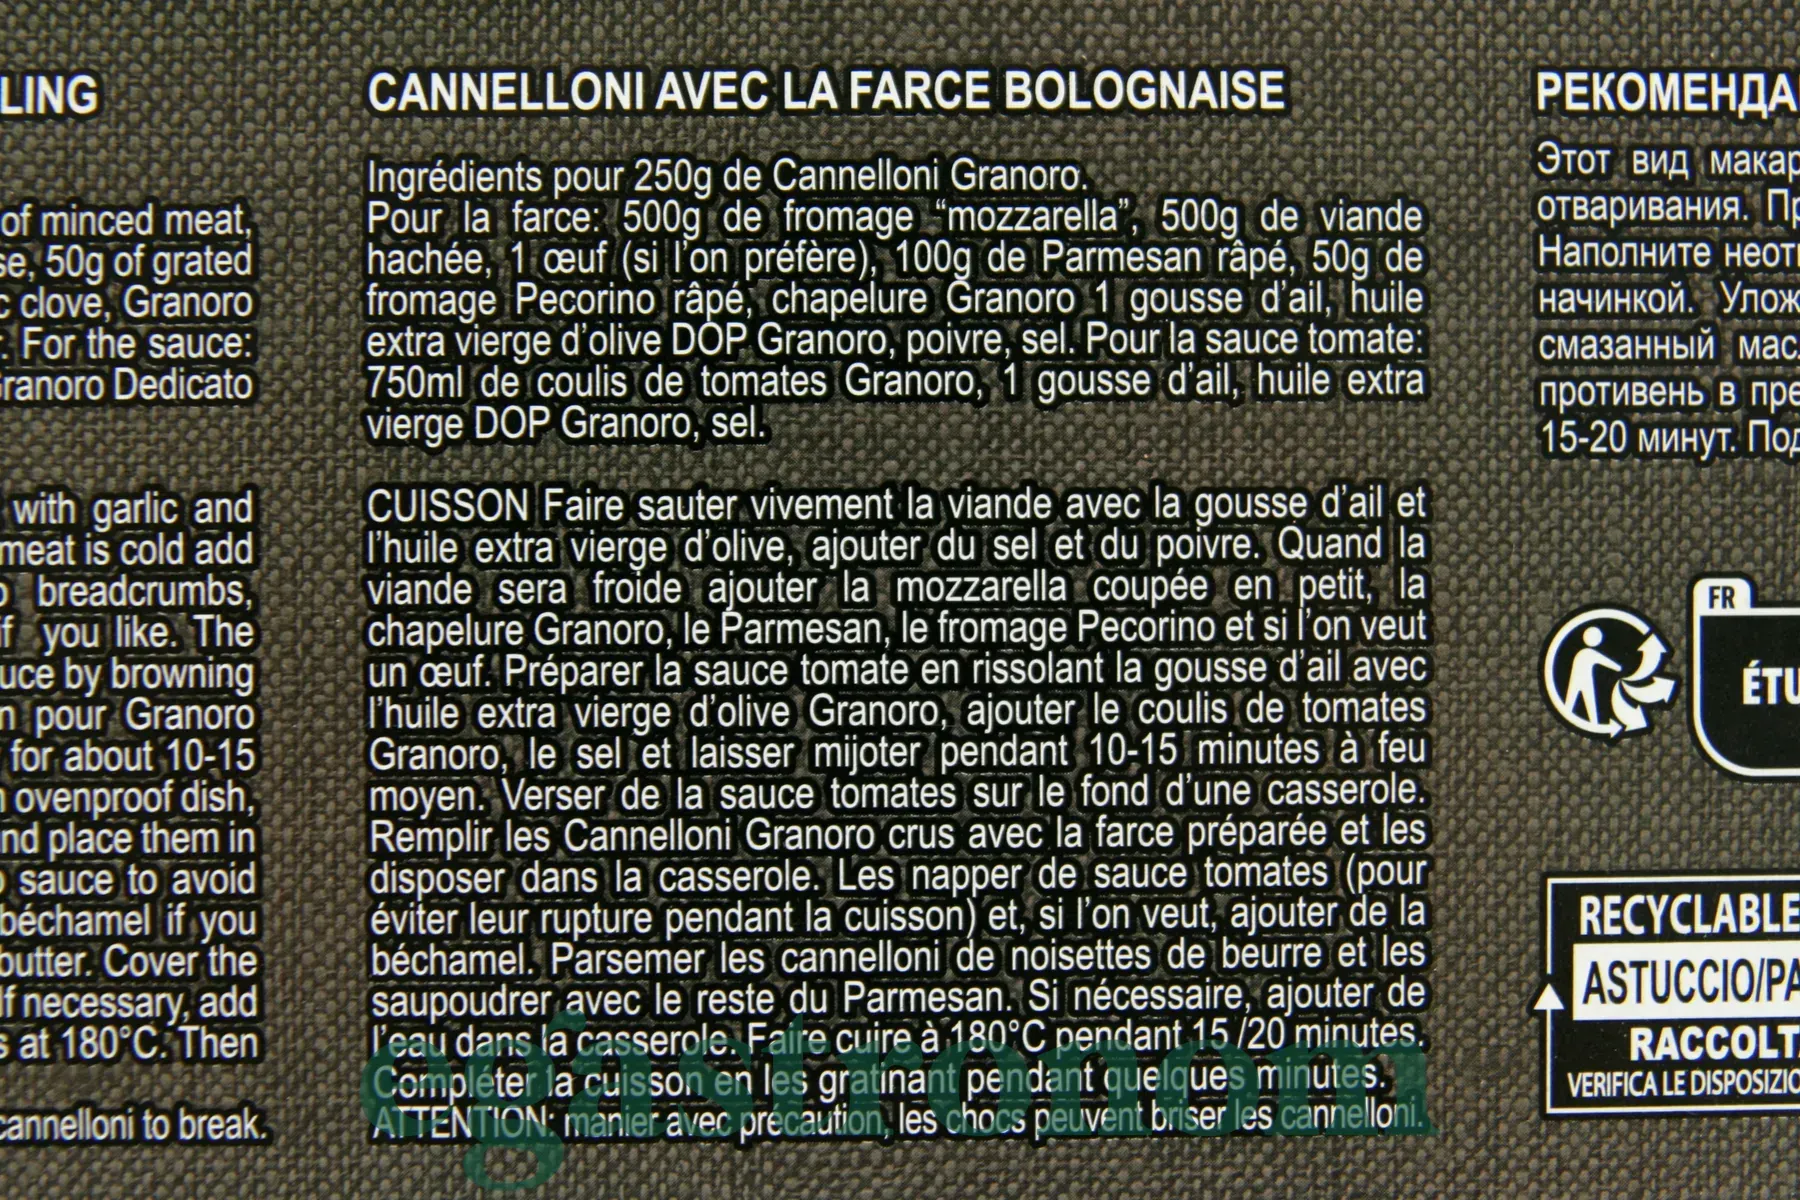 LING
of minced meat,
50g of grated
clove, Granoro
For the sauce:
Granoro Dedicato
with garlic and
meat is cold add
breadcrumbs,
if you like. The
by browning
pour Granoro
for about 10-15
ovenproof dish,
and place them in
sauce to avoid
béchamel if you
butter. Cover the
If necessary, add
at 180°C. Then
cannelloni to break.
CANNELLONI AVEC LA FARCE BOLOGNAISE
Ingrédients pour 250g de Cannelloni Granoro.
Pour la farce: 500g de fromage “mozzarella”, 500g de viande
hachée, 1 œuf (si l’on préfère), 100g de Parmesan râpé, 50g de
fromage Pecorino râpé, chapelure Granoro 1 gousse d’ail, huile
extra vierge d’olive DOP Granoro, poivre, sel. Pour la sauce tomate:
750ml de coulis de tomates Granoro, 1 gousse d’ail, huile extra
vierge DOP Granoro, sel.
CUISSON Faire sauter vivement la viande avec la gousse d’ail et
l’huile extra vierge d’olive, ajouter du sel et du poivre. Quand la
viande sera froide ajouter la mozzarella coupée en petit, la
chapelure Granoro, le Parmesan, le fromage Pecorino et si l’on veut
un œuf. Préparer la sauce tomate en rissolant la gousse d’ail avec
l’huile extra vierge d’olive Granoro, ajouter le coulis de tomates
Granoro, le sel et laisser mijoter pendant 10-15 minutes à feu
moyen. Verser de la sauce tomates sur le fond d’une casserole.
Remplir les Cannelloni Granoro crus avec la farce préparée et les
disposer dans la casserole. Les napper de sauce tomates (pour
éviter leur rupture pendant la cuisson) et, si l’on veut, ajouter de la
béchamel. Parsemer les cannelloni de noisettes de beurre et les
saupoudrer avec le reste du Parmesan. Si nécessaire, ajouter de
l’eau dans la casserole. Faire cuire à 180°C pendant 15 /20 minutes.
Compléter la cuisson en les gratinant pendant quelques minutes.
ATTENTION: manier avec précaution, les chocs peuvent briser les cannelloni.
egastronom
РЕКОМЕНДА
Этот вид макар
отваривания. Пр
Наполните неот
начинкой. Улож
смазанный мас
противень в пре
15-20 минут. Под
FR
ÉTU
RECYCLABLE
ASTUCCIO/PA
RACCOLTA
VERIFICA LE DISPOSIZIO